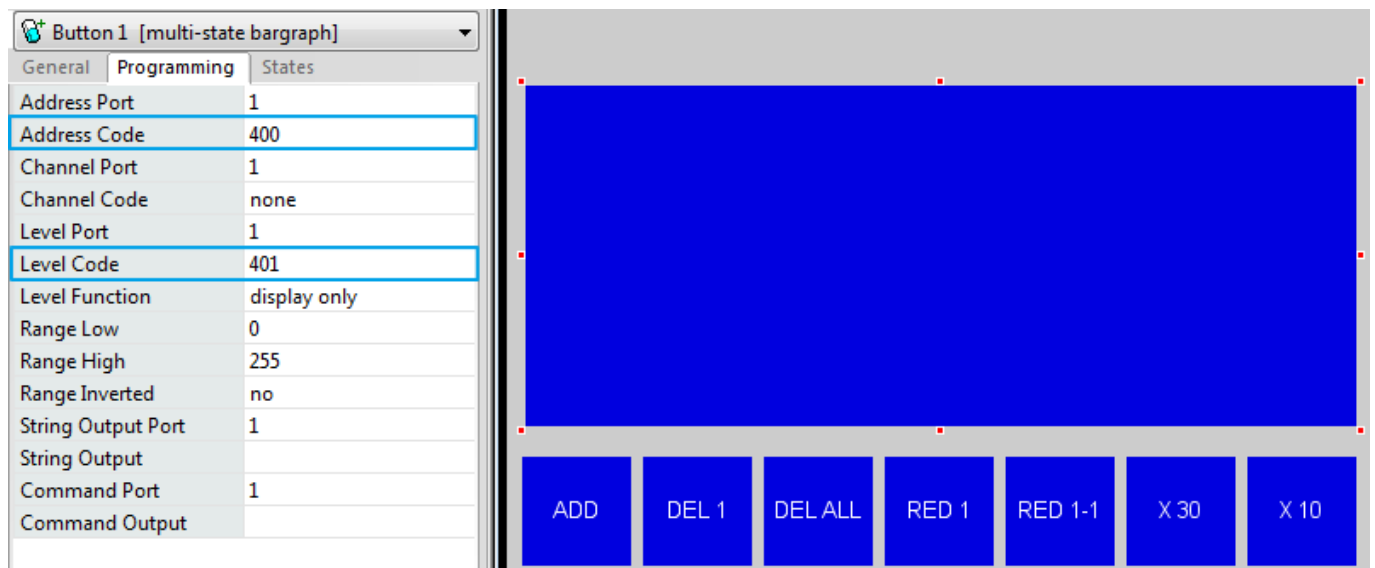 Button 1 [multi-state bargraph]
General Programming States
Address Port 1
Address Code 400
Channel Port 1
Channel Code none
Level Port 1
Level Code 401
Level Function display only
Range Low 0
Range High 255
Range Inverted no
String Output Port 1
String Output
Command Port 1
Command Output
ADD DEL 1 DEL ALL RED 1 RED 1-1 X 30 X 10